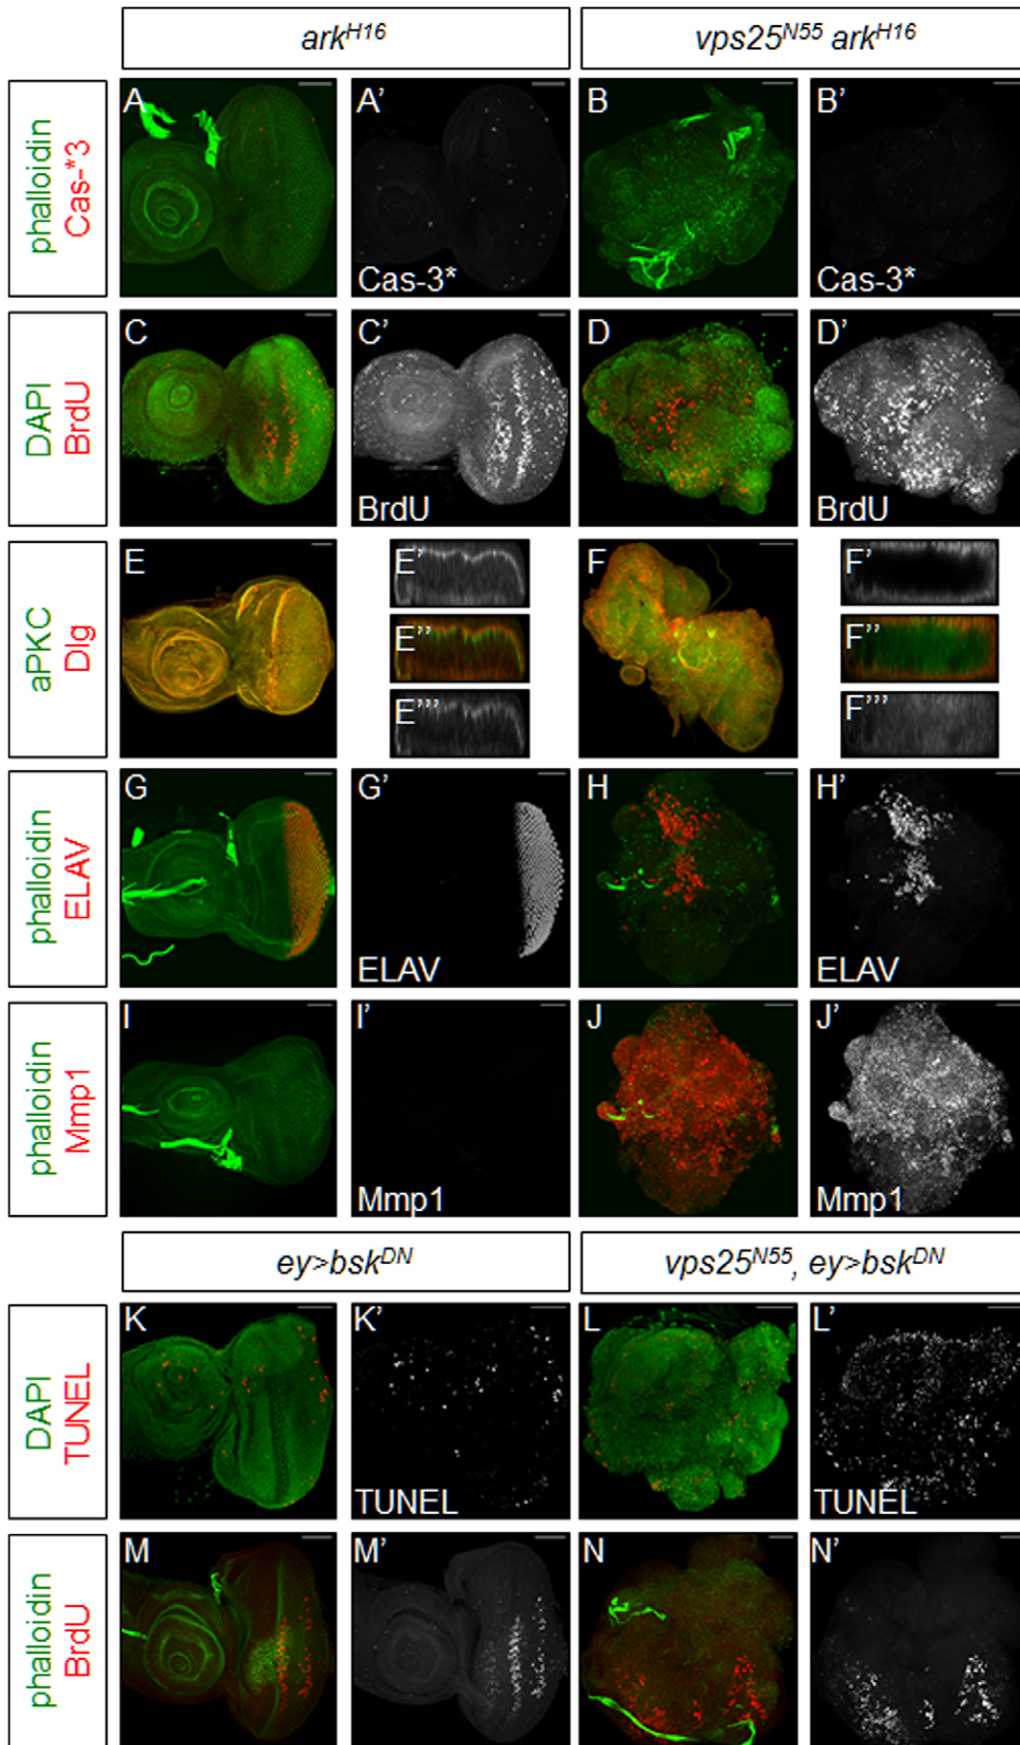 ark^H16 vps25^N55 ark^H16
phalloidin
Cas-*3
A A' B B'
Cas-3* Cas-3*
DAPI
BrdU
C C' D D'
BrdU BrdU
aPKC
Dlg
E E' F F'
E'' F''
E''' F'''
phalloidin
ELAV
G G' H H'
ELAV ELAV
phalloidin
Mmp1
I I' J J'
Mmp1 Mmp1
ey>bsk^DN vps25^N55, ey>bsk^DN
DAPI
TUNEL
K K' L L'
TUNEL TUNEL
phalloidin
BrdU
M M' N N'